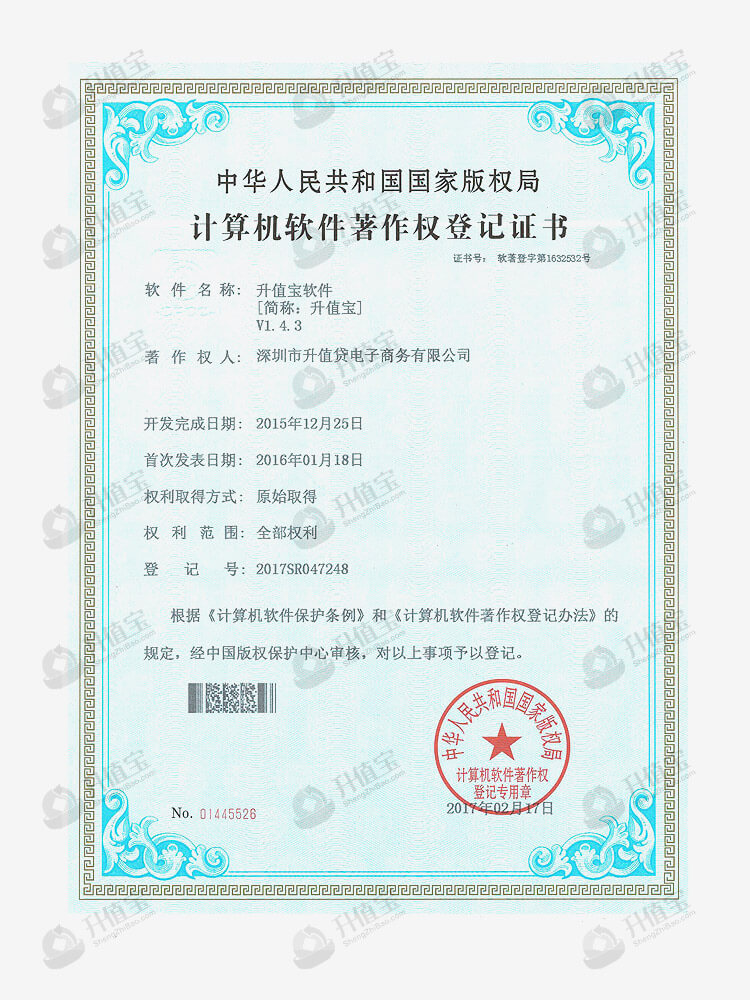 中华人民共和国国家版权局
计算机软件著作权登记证书
证书号： 软著登字第1632532号
软件名称： 升值宝软件
[简称：升值宝]
V1.4.3
著作权人： 深圳市升值贷电子商务有限公司
开发完成日期： 2015年12月25日
首次发表日期： 2016年01月18日
权利取得方式： 原始取得
权利范围： 全部权利
登记号： 2017SR047248
根据《计算机软件保护条例》和《计算机软件著作权登记办法》的
规定，经中国版权保护中心审核，对以上事项予以登记。
中华人民共和国国家版权局
计算机软件著作权
登记专用章
2017年02月17日
No. 01445526
升值宝
ShengZhiBao.com